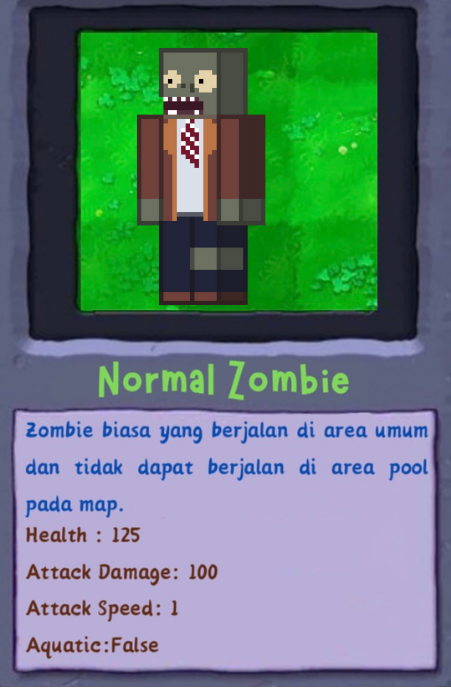 Normal Zombie
Zombie biasa yang berjalan di area umum
dan tidak dapat berjalan di area pool
pada map.
Health : 125
Attack Damage: 100
Attack Speed: 1
Aquatic:False